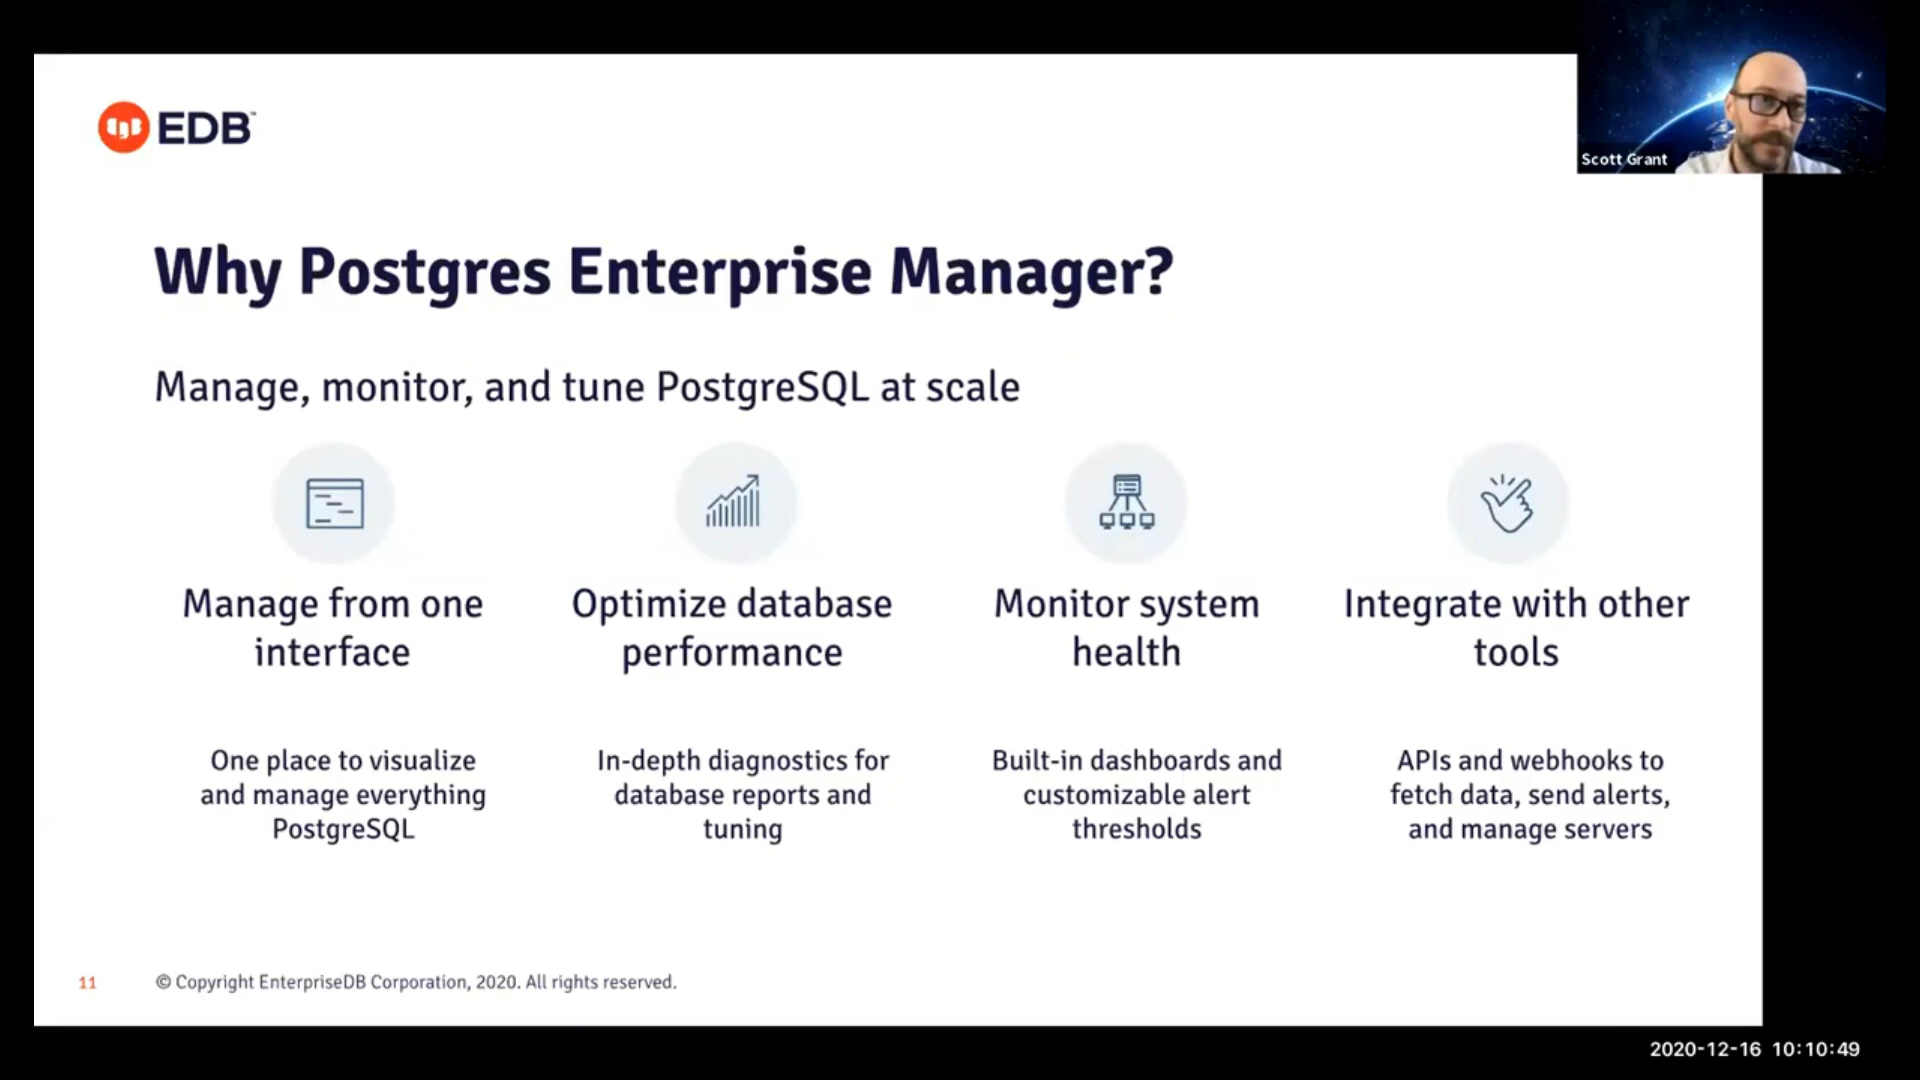 EDB™
Scott Grant
Why Postgres Enterprise Manager?
Manage, monitor, and tune PostgreSQL at scale
Manage from one
interface
Optimize database
performance
Monitor system
health
Integrate with other
tools
One place to visualize
and manage everything
PostgreSQL
In-depth diagnostics for
database reports and
tuning
Built-in dashboards and
customizable alert
thresholds
APIs and webhooks to
fetch data, send alerts,
and manage servers
11
© Copyright EnterpriseDB Corporation, 2020. All rights reserved.
2020-12-16 10:10:49